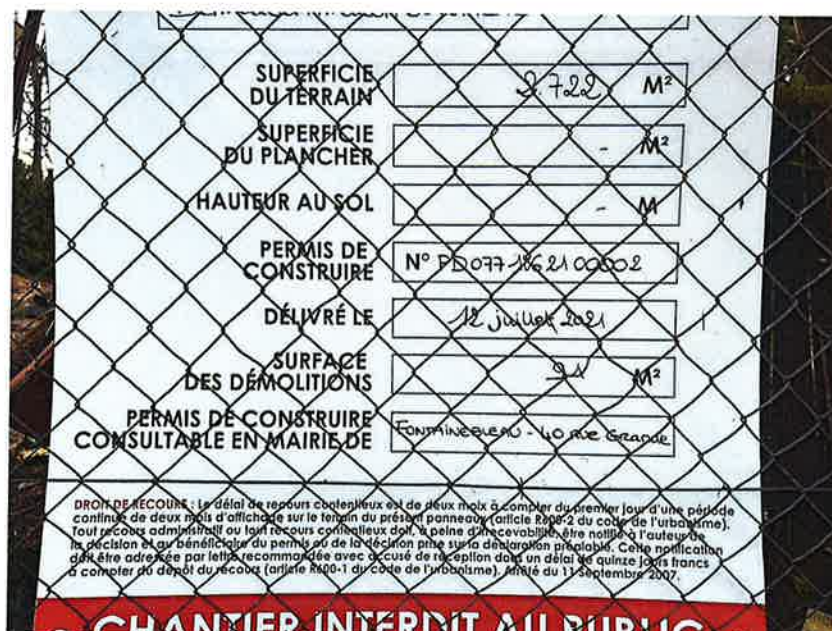 SUPERFICIE
DU TERRAIN 2.722 M²
SUPERFICIE
DU PLANCHER - M²
HAUTEUR AU SOL - M
PERMIS DE
CONSTRUIRE N° PD077 186 21 00002
DÉLIVRÉ LE 12 juillet 2021
SURFACE
DES DÉMOLITIONS 91 M²
PERMIS DE CONSTRUIRE
CONSULTABLE EN MAIRIE DE FONTAINEBLEAU - 40 RUE GRANDE
DROIT DE RECOURS : Le délai de recours contentieux est de deux moix à compter du premier jour d'une période
continue de deux mois d'affichage sur le terrain du présent panneau (article R600-2 du code de l'urbanisme).
Tout recours administratif ou tout recours contentieux doit, à peine d'irrecevabilité, être notifié à l'auteur de
la décision et au bénéficiaire du permis ou de la décision prise sur la déclaration préalable. Cette notification
doit être adressée par lettre recommandée avec accusé de réception dans un délai de quinze jours francs
à compter du dépôt du recours (article R600-1 du code de l'urbanisme). Arrêté du 11 Septembre 2007.
CHANTIER INTERDIT AU PUBLIC